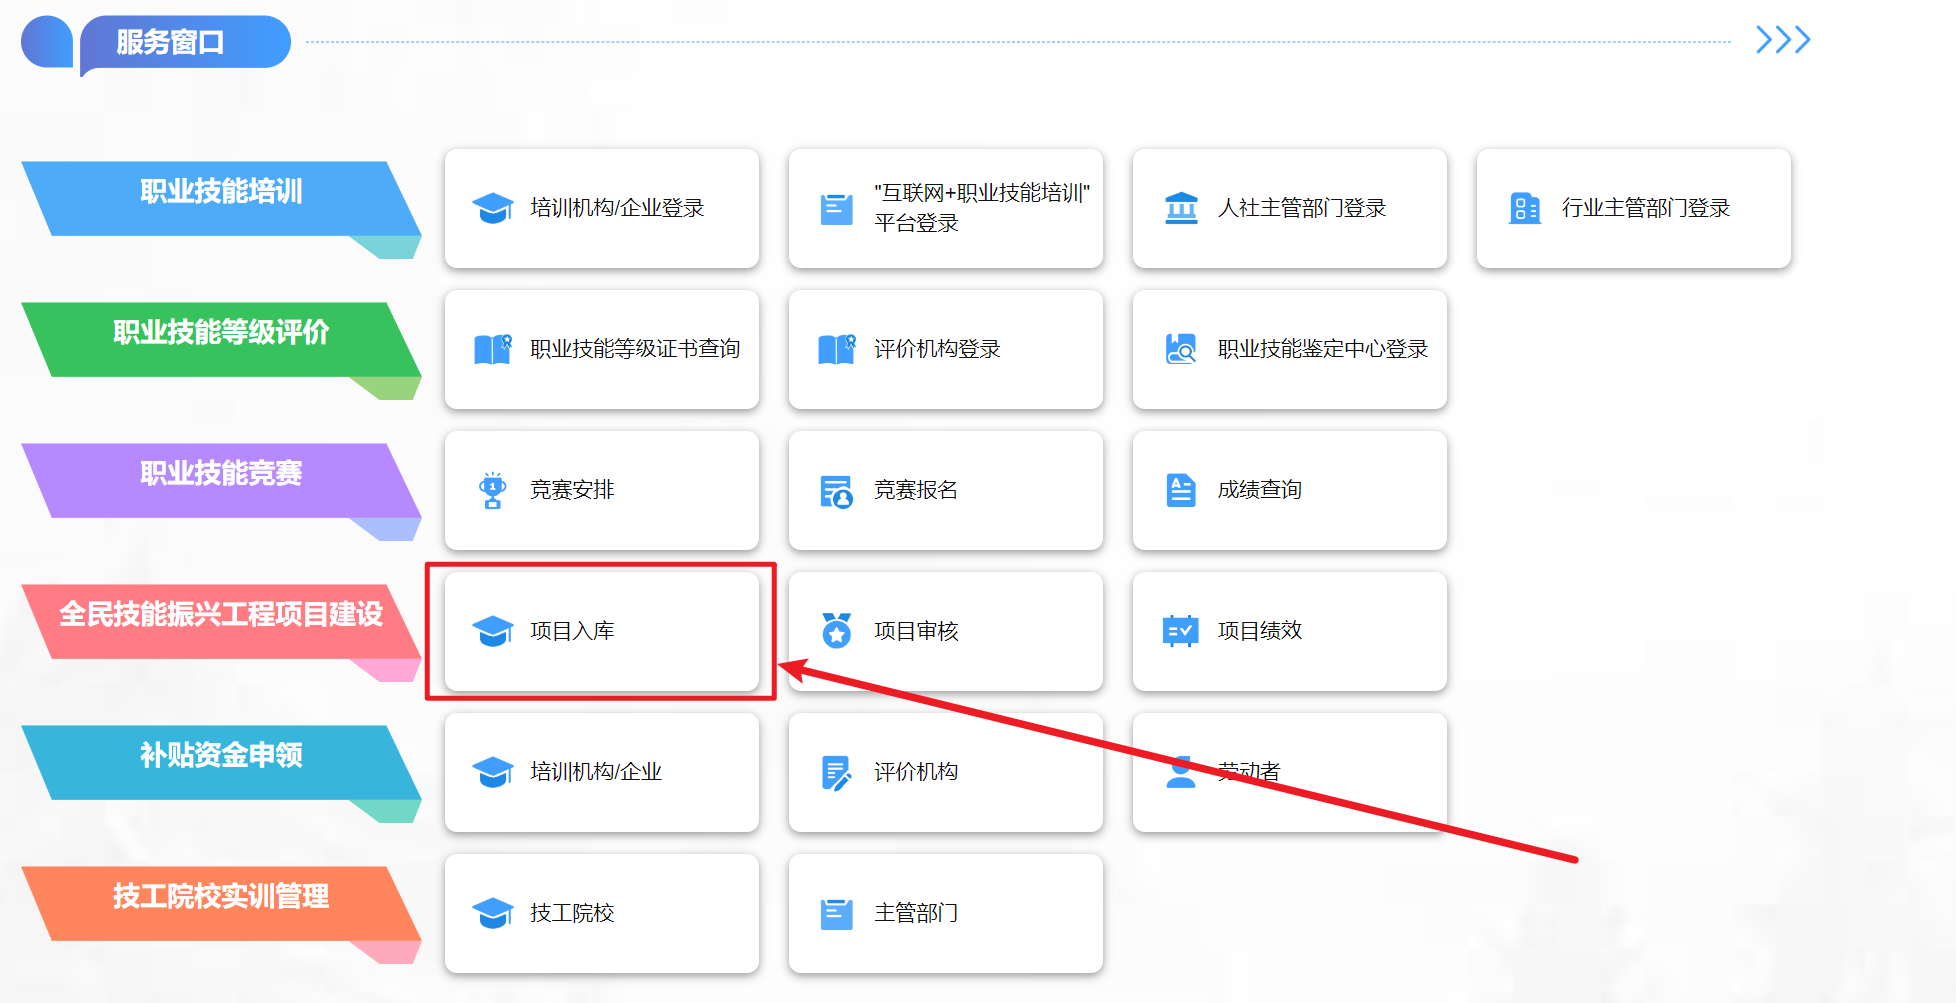 服务窗口
职业技能培训
培训机构/企业登录
"互联网+职业技能培训"
平台登录
人社主管部门登录
行业主管部门登录
职业技能等级评价
职业技能等级证书查询
评价机构登录
职业技能鉴定中心登录
职业技能竞赛
竞赛安排
竞赛报名
成绩查询
全民技能振兴工程项目建设
项目入库
项目审核
项目绩效
补贴资金申领
培训机构/企业
评价机构
劳动者
技工院校实训管理
技工院校
主管部门